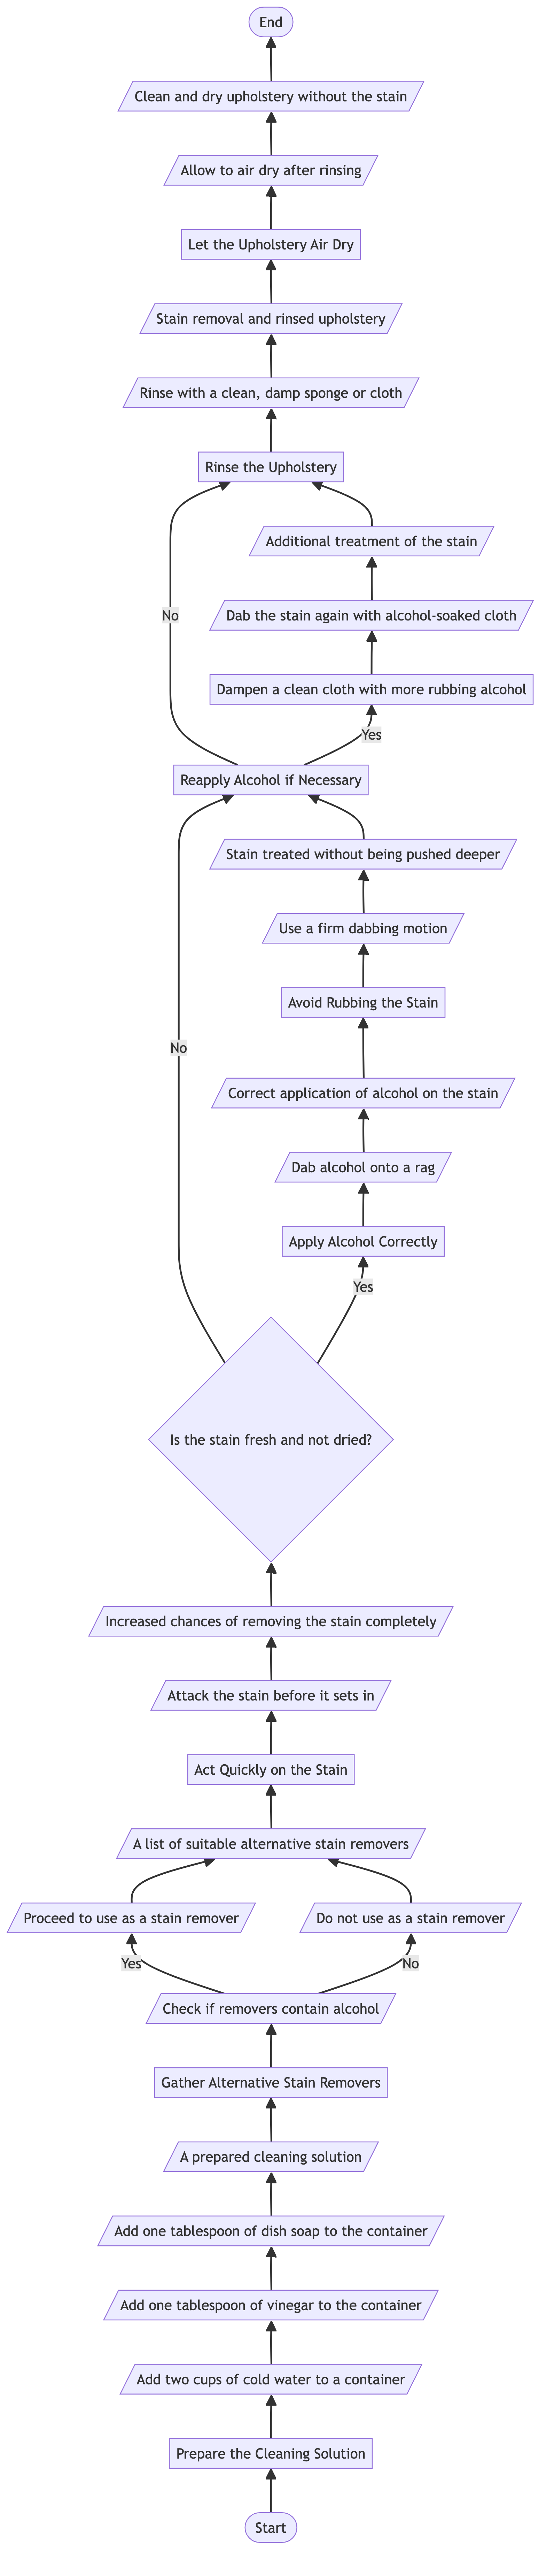 End
Clean and dry upholstery without the stain
Allow to air dry after rinsing
Let the Upholstery Air Dry
Stain removal and rinsed upholstery
Rinse with a clean, damp sponge or cloth
Rinse the Upholstery
Additional treatment of the stain
No
Dab the stain again with alcohol-soaked cloth
Dampen a clean cloth with more rubbing alcohol
Yes
Reapply Alcohol if Necessary
Stain treated without being pushed deeper
Use a firm dabbing motion
Avoid Rubbing the Stain
No
Correct application of alcohol on the stain
Dab alcohol onto a rag
Apply Alcohol Correctly
Yes
Is the stain fresh and not dried?
Increased chances of removing the stain completely
Attack the stain before it sets in
Act Quickly on the Stain
A list of suitable alternative stain removers
Proceed to use as a stain remover
Do not use as a stain remover
Yes
No
Check if removers contain alcohol
Gather Alternative Stain Removers
A prepared cleaning solution
Add one tablespoon of dish soap to the container
Add one tablespoon of vinegar to the container
Add two cups of cold water to a container
Prepare the Cleaning Solution
Start